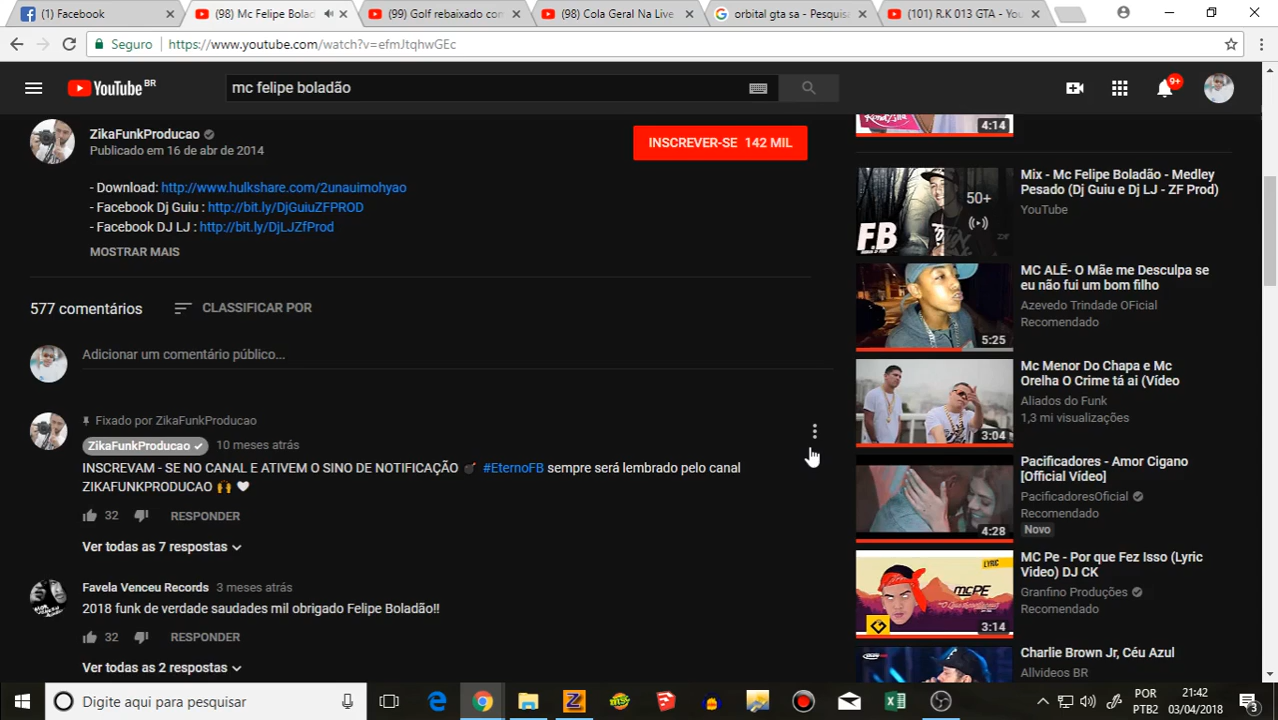 (1) Facebook
(98) Mc Felipe Bolad
(99) Golf rebaixado con
(98) Cola Geral Na Live
orbital gta sa - Pesquis
(101) R.K 013 GTA - Yo
Seguro
https://www.youtube.com/watch?v=efmJtqhwGEc
YouTube BR
mc felipe boladão
9+
ZikaFunkProducao
Publicado em 16 de abr de 2014
INSCREVER-SE 142 MIL
- Download: http://www.hulkshare.com/2unauimohyao
- Facebook Dj Guiu : http://bit.ly/DjGuiuZFPROD
- Facebook DJ LJ : http://bit.ly/DjLJZfProd
MOSTRAR MAIS
577 comentários
CLASSIFICAR POR
Adicionar um comentário público...
Fixado por ZikaFunkProducao
ZikaFunkProducao
10 meses atrás
INSCREVAM - SE NO CANAL E ATIVEM O SINO DE NOTIFICAÇÃO 💣 #EternoFB sempre será lembrado pelo canal
ZIKAFUNKPRODUCAO 🙌 🤍
32
RESPONDER
Ver todas as 7 respostas
Favela Venceu Records
3 meses atrás
2018 funk de verdade saudades mil obrigado Felipe Boladão!!
32
RESPONDER
Ver todas as 2 respostas
4:14
F.B
50+
Mix - Mc Felipe Boladão - Medley
Pesado (Dj Guiu e Dj LJ - ZF Prod)
YouTube
5:25
MC ALÊ- O Mãe me Desculpa se
eu não fui um bom filho
Azevedo Trindade OFicial
Recomendado
3:04
Mc Menor Do Chapa e Mc
Orelha O Crime tá ai (Vídeo
Aliados do Funk
1,3 mi visualizações
4:28
Pacificadores - Amor Cigano
[Official Vídeo]
PacificadoresOficial
Recomendado
Novo
LYRIC
MC PE
3:14
MC Pe - Por que Fez Isso (Lyric
Video) DJ CK
Granfino Produções
Recomendado
Charlie Brown Jr, Céu Azul
Allvideos BR
Digite aqui para pesquisar
POR
PTB2
21:42
03/04/2018
3